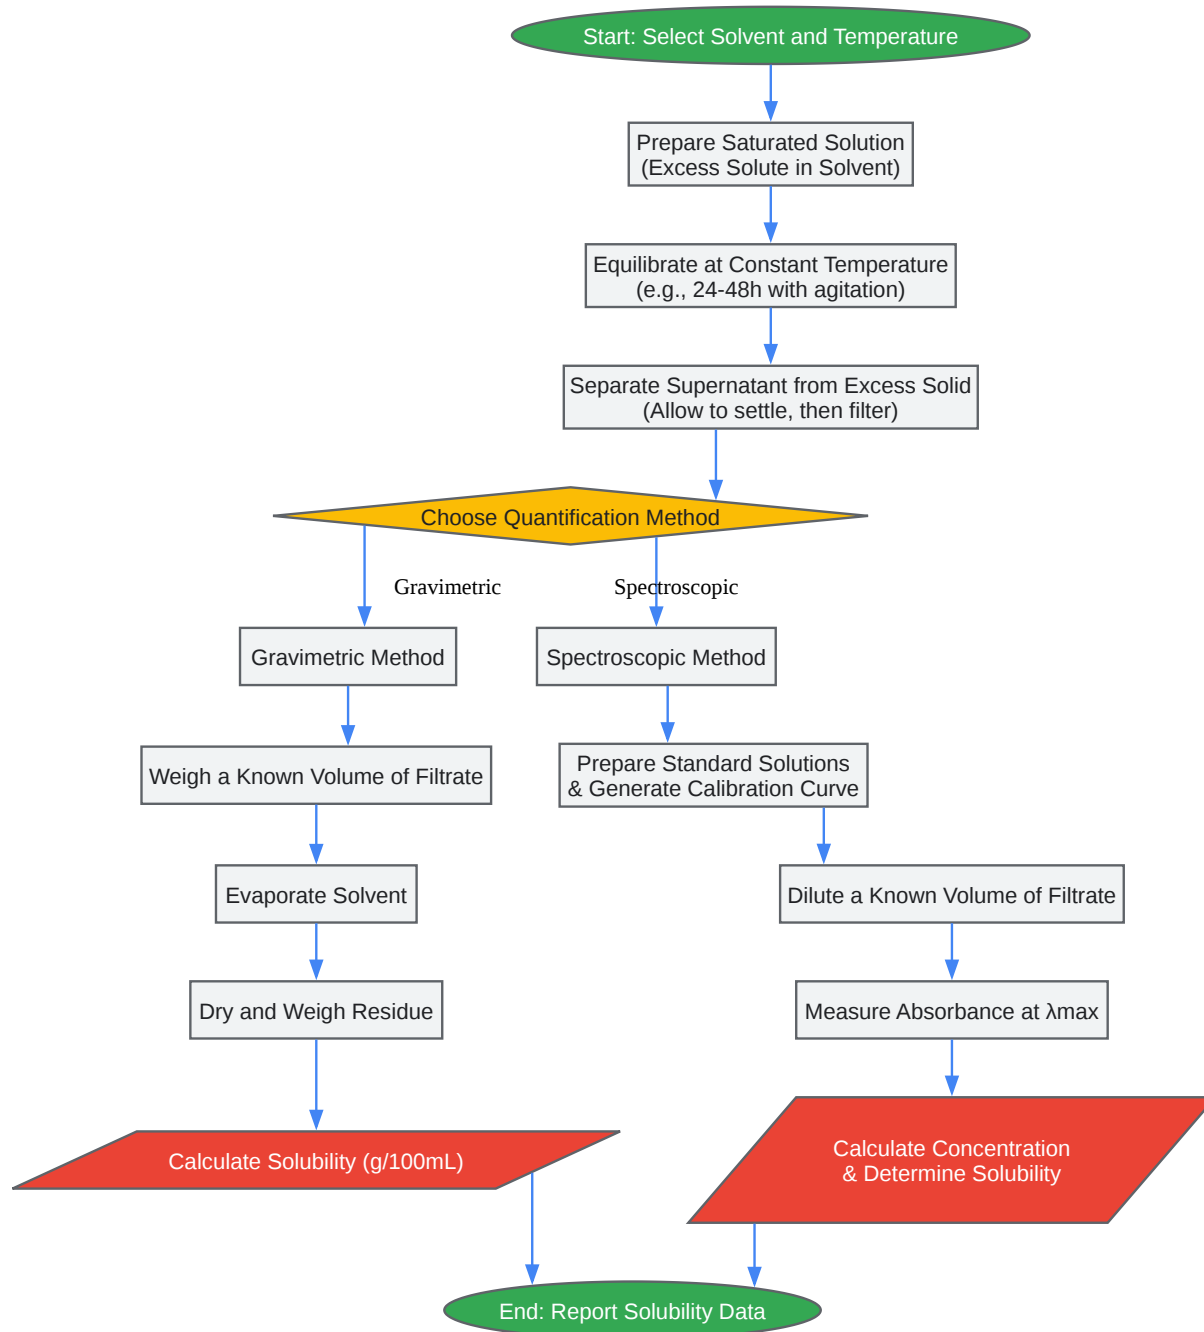 Start: Select Solvent and Temperature
Prepare Saturated Solution
(Excess Solute in Solvent)
Equilibrate at Constant Temperature
(e.g., 24-48h with agitation)
Separate Supernatant from Excess Solid
(Allow to settle, then filter)
Choose Quantification Method
Gravimetric
Spectroscopic
Gravimetric Method
Spectroscopic Method
Weigh a Known Volume of Filtrate
Prepare Standard Solutions
& Generate Calibration Curve
Evaporate Solvent
Dilute a Known Volume of Filtrate
Dry and Weigh Residue
Measure Absorbance at λmax
Calculate Solubility (g/100mL)
Calculate Concentration
& Determine Solubility
End: Report Solubility Data